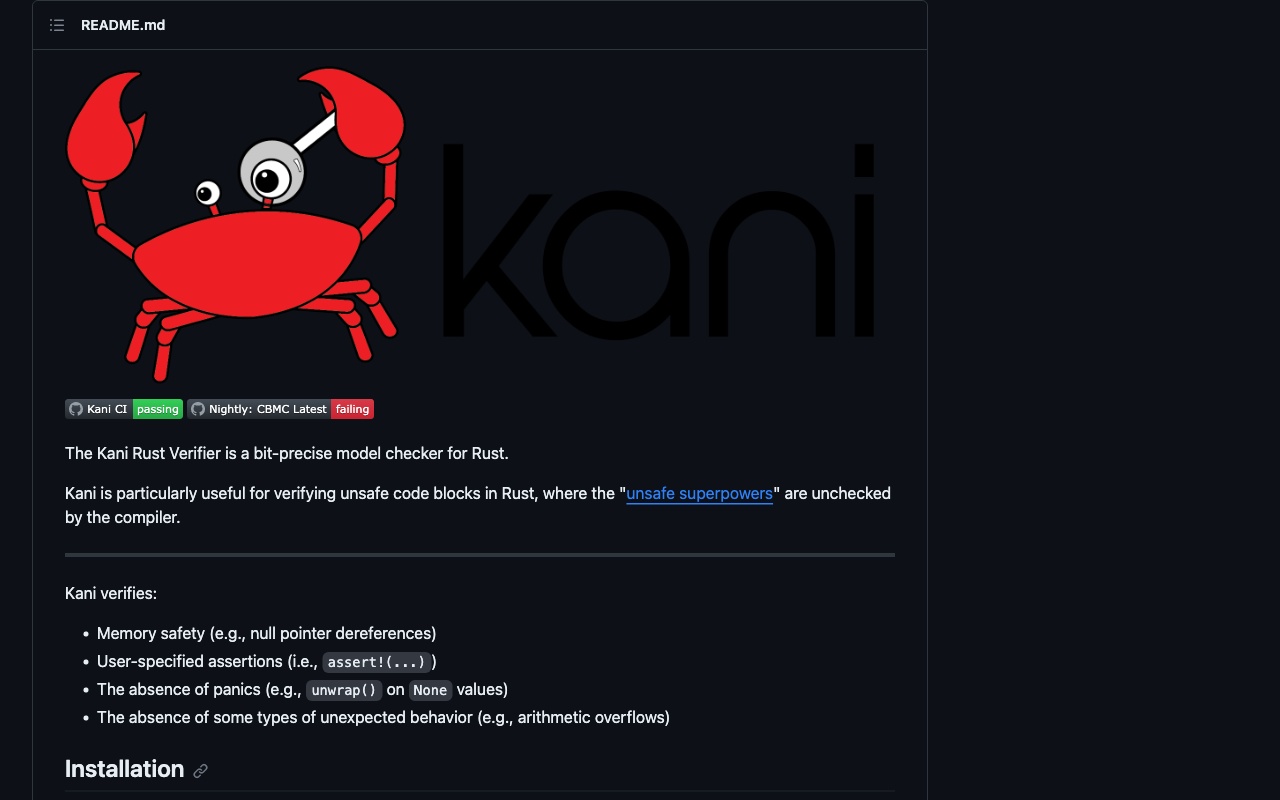 README.md
kani
Kani CI passing Nightly: CBMC Latest failing
The Kani Rust Verifier is a bit-precise model checker for Rust.
Kani is particularly useful for verifying unsafe code blocks in Rust, where the "unsafe superpowers" are unchecked
by the compiler.
Kani verifies:
• Memory safety (e.g., null pointer dereferences)
• User-specified assertions (i.e., assert!(...))
• The absence of panics (e.g., unwrap() on None values)
• The absence of some types of unexpected behavior (e.g., arithmetic overflows)
Installation